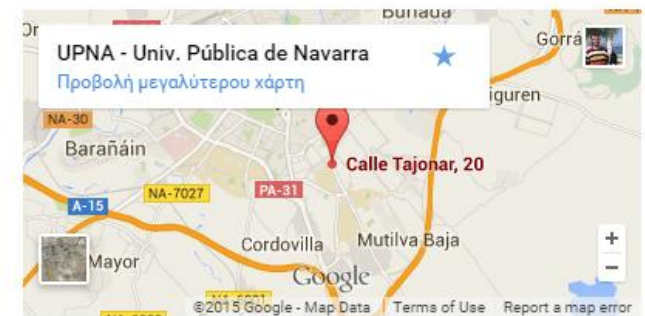 Burlada
UPNA - Univ. Pública de Navarra
Προβολή μεγαλύτερου χάρτη
Gorra
iguren
NA-30
Barañáin
Calle Tajonar, 20
NA-7027
PA-31
A-15
Cordovilla
Mutilva Baja
Mayor
Google
+
−
©2015 Google - Map Data
Terms of Use
Report a map error